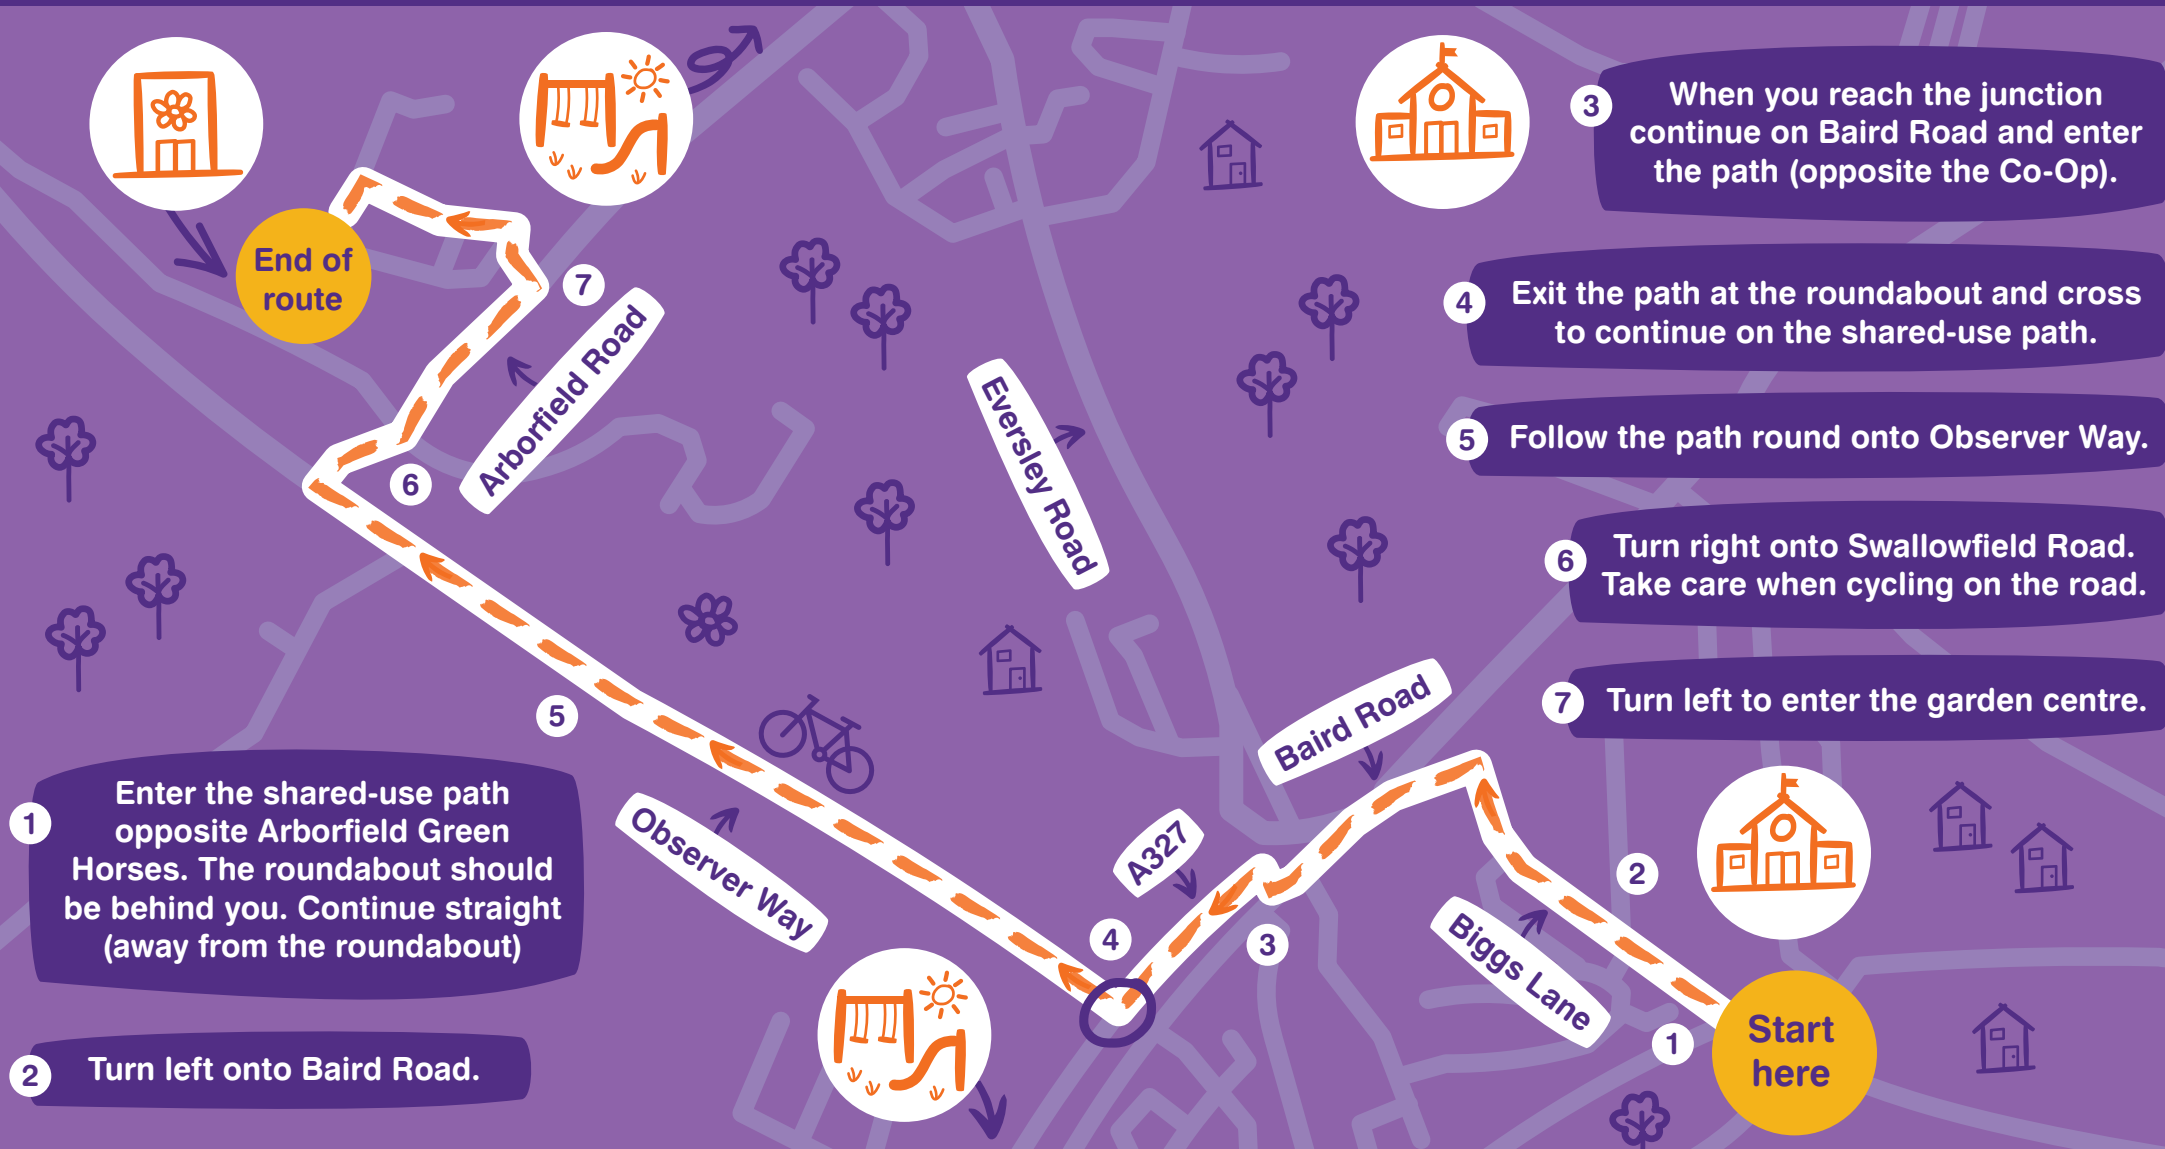 3
When you reach the junction
continue on Baird Road and enter
the path (opposite the Co-Op).
4
Exit the path at the roundabout and cross
to continue on the shared-use path.
5
Follow the path round onto Observer Way.
6
Turn right onto Swallowfield Road.
Take care when cycling on the road.
7
Turn left to enter the garden centre.
End of
route
7
Arborfield Road
6
Eversley Road
5
Observer Way
Baird Road
A327
4
3
2
Biggs Lane
1
Start
here
1
Enter the shared-use path
opposite Arborfield Green
Horses. The roundabout should
be behind you. Continue straight
(away from the roundabout)
2
Turn left onto Baird Road.